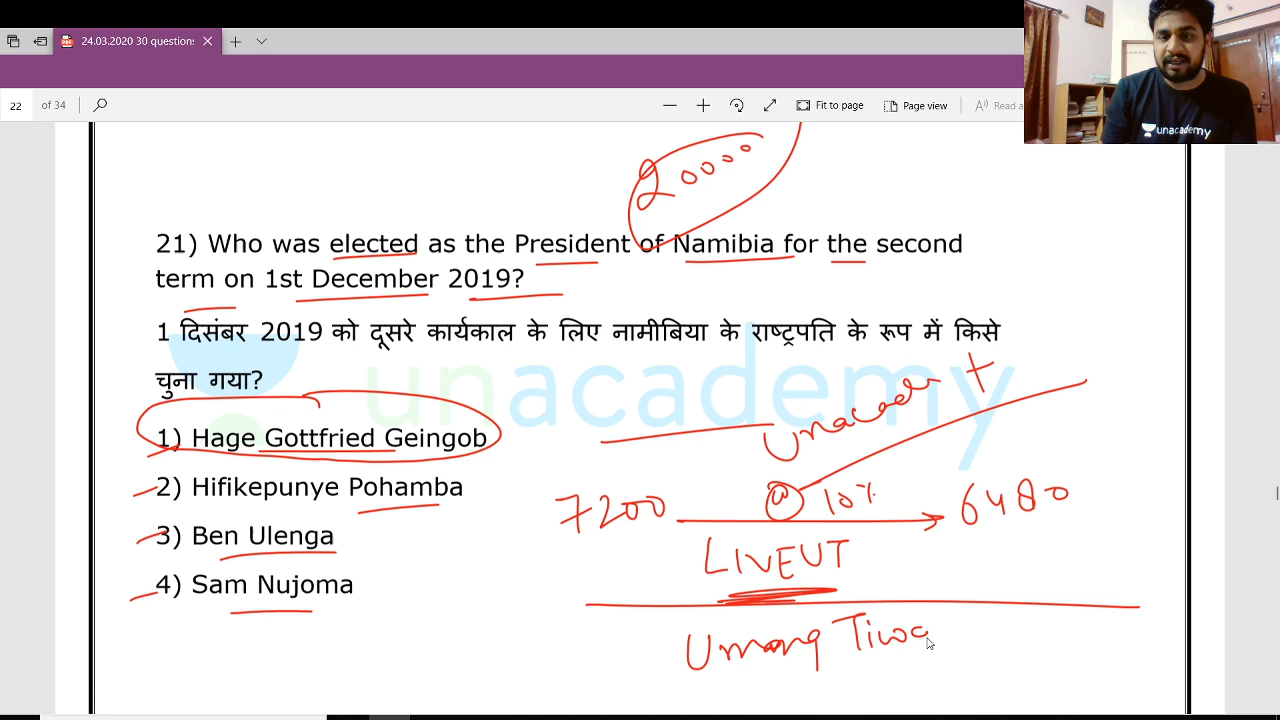 24.03.2020 30 questions
22 of 34
Fit to page
Page view
Read a
unacademy
20000
21) Who was elected as the President of Namibia for the second
term on 1st December 2019?
1 दिसंबर 2019 को दूसरे कार्यकाल के लिए नामीबिया के राष्ट्रपति के रूप में किसे
चुना गया?
unacademy
1) Hage Gottfried Geingob
2) Hifikepunye Pohamba
3) Ben Ulenga
4) Sam Nujoma
+
7200 @ 10% 6480
LIVEUT
Umang Tiwa